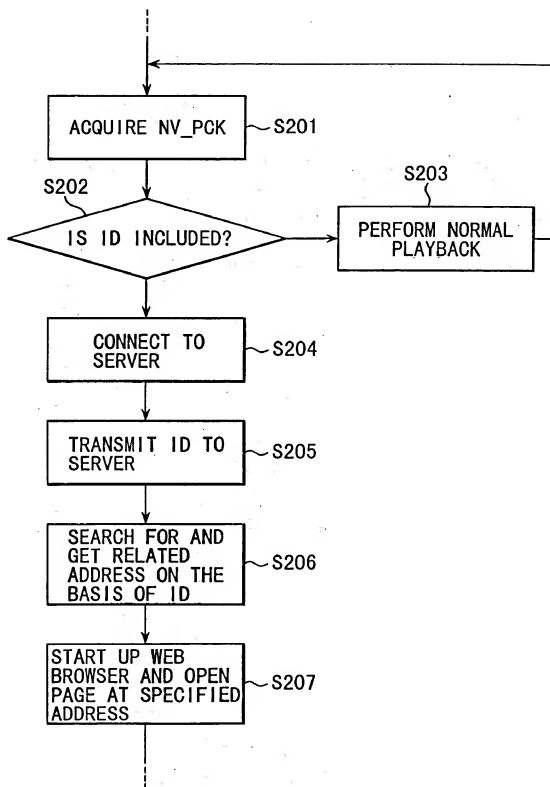 ACQUIRE NV_PCK
S201
S202
IS ID INCLUDED?
S203
PERFORM NORMAL
PLAYBACK
CONNECT TO
SERVER
S204
TRANSMIT ID TO
SERVER
S205
SEARCH FOR AND
GET RELATED
ADDRESS ON THE
BASIS OF ID
S206
START UP WEB
BROWSER AND OPEN
PAGE AT SPECIFIED
ADDRESS
S207